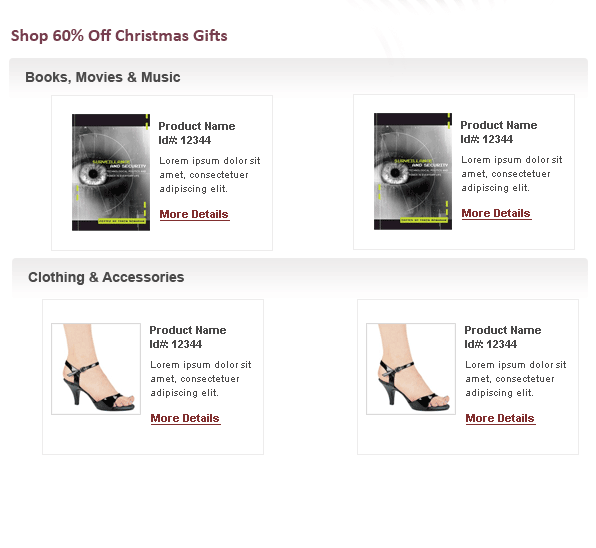 Shop 60% Off Christmas Gifts
Books, Movies & Music
SURVEILLANCE
AND SECURITY
Product Name
Id#: 12344
Lorem ipsum dolor sit
amet, consectetuer
adipiscing elit.
More Details
SURVEILLANCE
AND SECURITY
Product Name
Id#: 12344
Lorem ipsum dolor sit
amet, consectetuer
adipiscing elit.
More Details
Clothing & Accessories
Product Name
Id#: 12344
Lorem ipsum dolor sit
amet, consectetuer
adipiscing elit.
More Details
Product Name
Id#: 12344
Lorem ipsum dolor sit
amet, consectetuer
adipiscing elit.
More Details